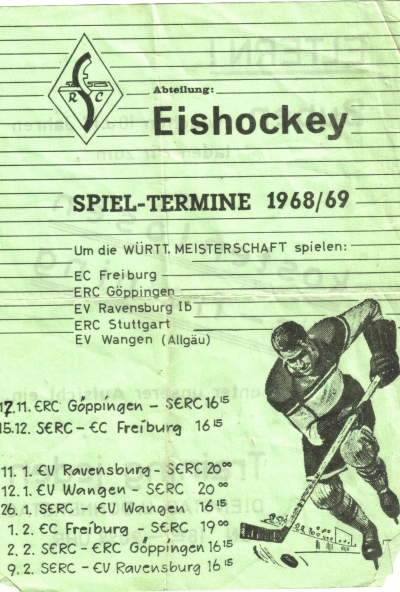 S
R C
Abteilung:
Eishockey
SPIEL-TERMINE 1968/69
Um die WÜRTT. MEISTERSCHAFT spielen:
EC Freiburg
ERC Göppingen
EV Ravensburg Ib
ERC Stuttgart
EV Wangen (Allgäu)
17.11. ERC Göppingen – SERC 16¹⁵
15.12. SERC – EC Freiburg 16¹⁵
11. 1. EV Ravensburg – SERC 20⁰⁰
12.1. EV Wangen – SERC 20⁰⁰
26.1. SERC – EV Wangen 16¹⁵
1. 2. EC Freiburg – SERC 19⁰⁰
2. 2. SERC – ERC Göppingen 16¹⁵
9. 2. SERC – EV Ravensburg 16¹⁵